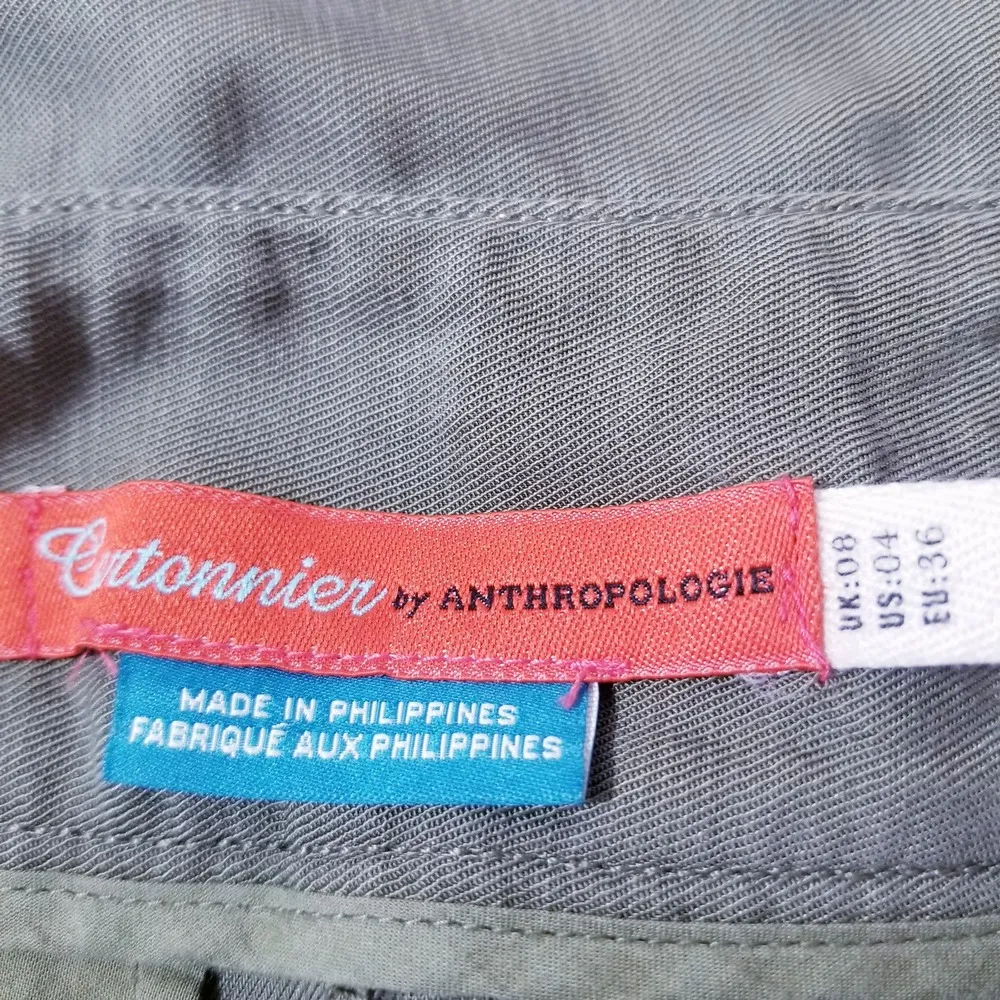 Cartonnier by ANTHROPOLOGIE
UK:08
US:04
EU:36
MADE IN PHILIPPINES
FABRIQUÉ AUX PHILIPPINES